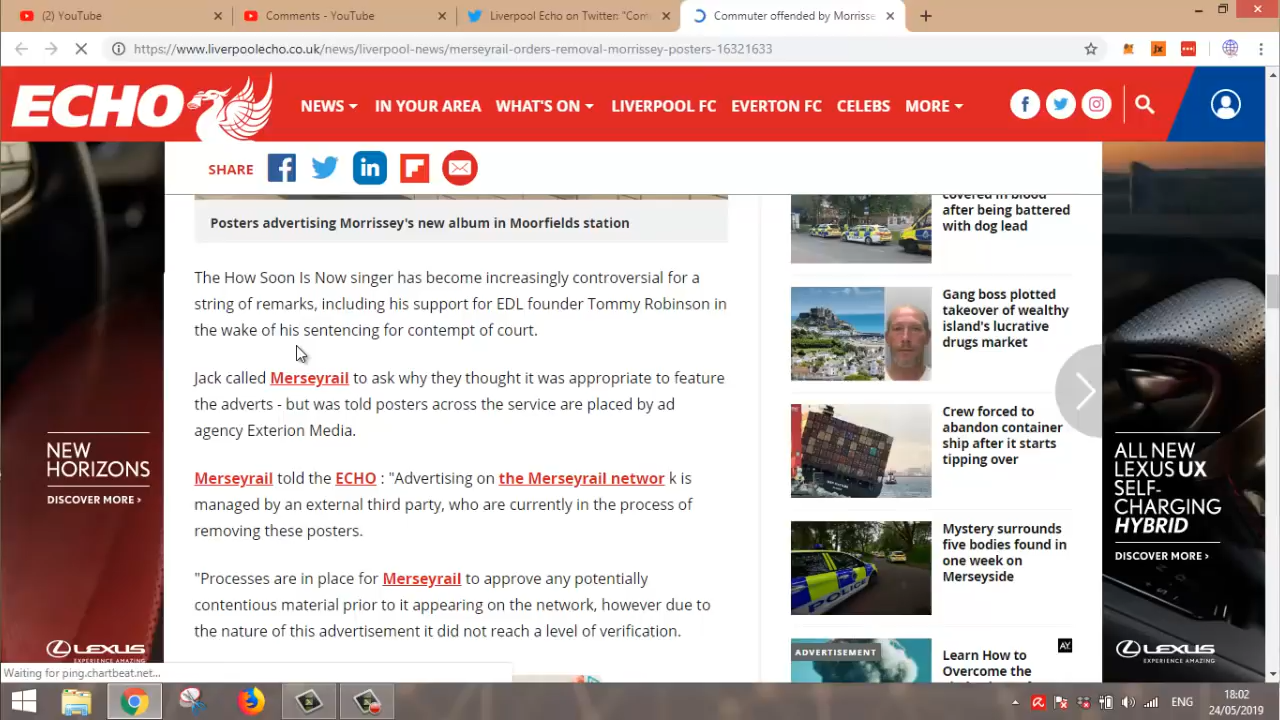 (2) YouTube
Comments - YouTube
Liverpool Echo on Twitter: "Com
Commuter offended by Morrisse
https://www.liverpoolecho.co.uk/news/liverpool-news/merseyrail-orders-removal-morrissey-posters-16321633
ECHO
NEWS
IN YOUR AREA
WHAT'S ON
LIVERPOOL FC
EVERTON FC
CELEBS
MORE
SHARE
Posters advertising Morrissey's new album in Moorfields station
The How Soon Is Now singer has become increasingly controversial for a
string of remarks, including his support for EDL founder Tommy Robinson in
the wake of his sentencing for contempt of court.
Jack called Merseyrail to ask why they thought it was appropriate to feature
the adverts - but was told posters across the service are placed by ad
agency Exterion Media.
Merseyrail told the ECHO : "Advertising on the Merseyrail networ k is
managed by an external third party, who are currently in the process of
removing these posters.
"Processes are in place for Merseyrail to approve any potentially
contentious material prior to it appearing on the network, however due to
the nature of this advertisement it did not reach a level of verification.
covered in blood
after being battered
with dog lead
Gang boss plotted
takeover of wealthy
island's lucrative
drugs market
Crew forced to
abandon container
ship after it starts
tipping over
Mystery surrounds
five bodies found in
one week on
Merseyside
ADVERTISEMENT
Learn How to
Overcome the
NEW
HORIZONS
DISCOVER MORE >
LEXUS
EXPERIENCE AMAZING
ALL NEW
LEXUS UX
SELF-
CHARGING
HYBRID
DISCOVER MORE >
LEXUS
EXPERIENCE AMAZING
Waiting for ping.chartbeat.net...
ENG
18:02
24/05/2019